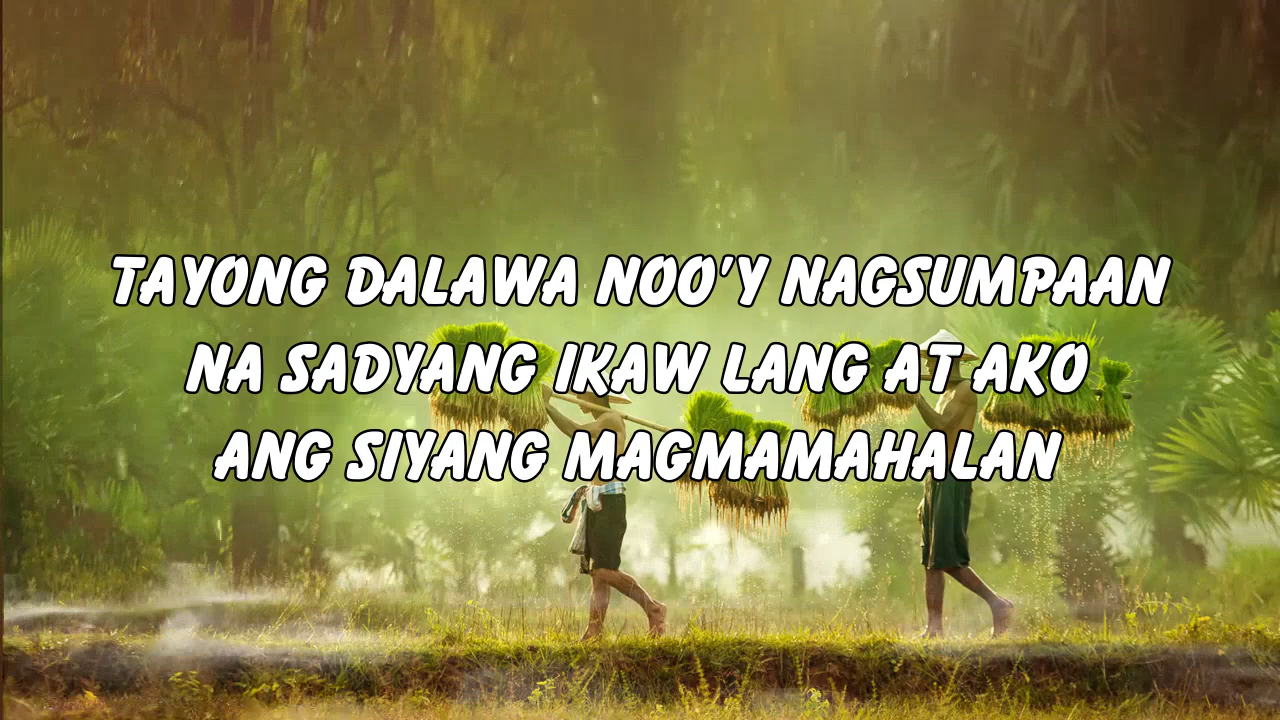 TAYONG DALAWA NOO'Y NAGSUMPAAN
NA SADYANG IKAW LANG AT AKO
ANG SIYANG MAGMAMAHALAN